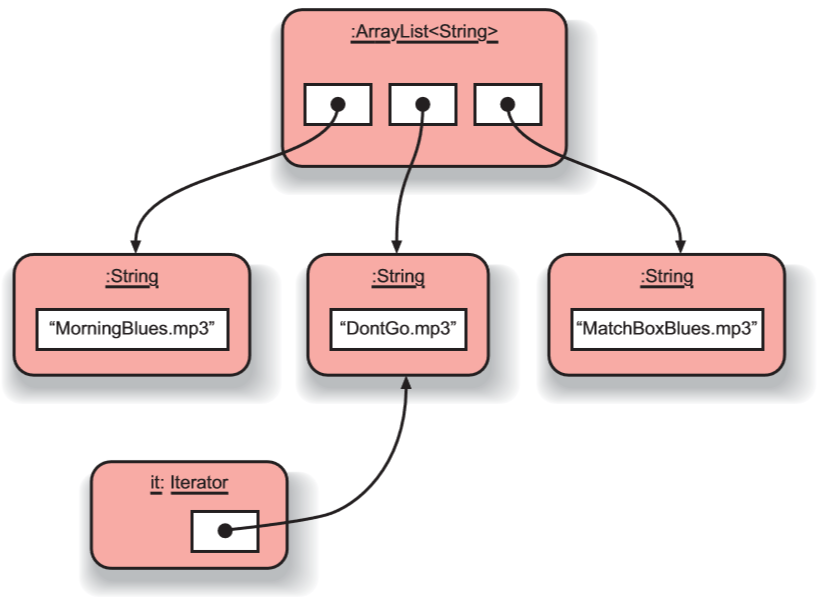 :ArrayList<String>
:String
“MorningBlues.mp3”
:String
“DontGo.mp3”
:String
“MatchBoxBlues.mp3”
it: Iterator